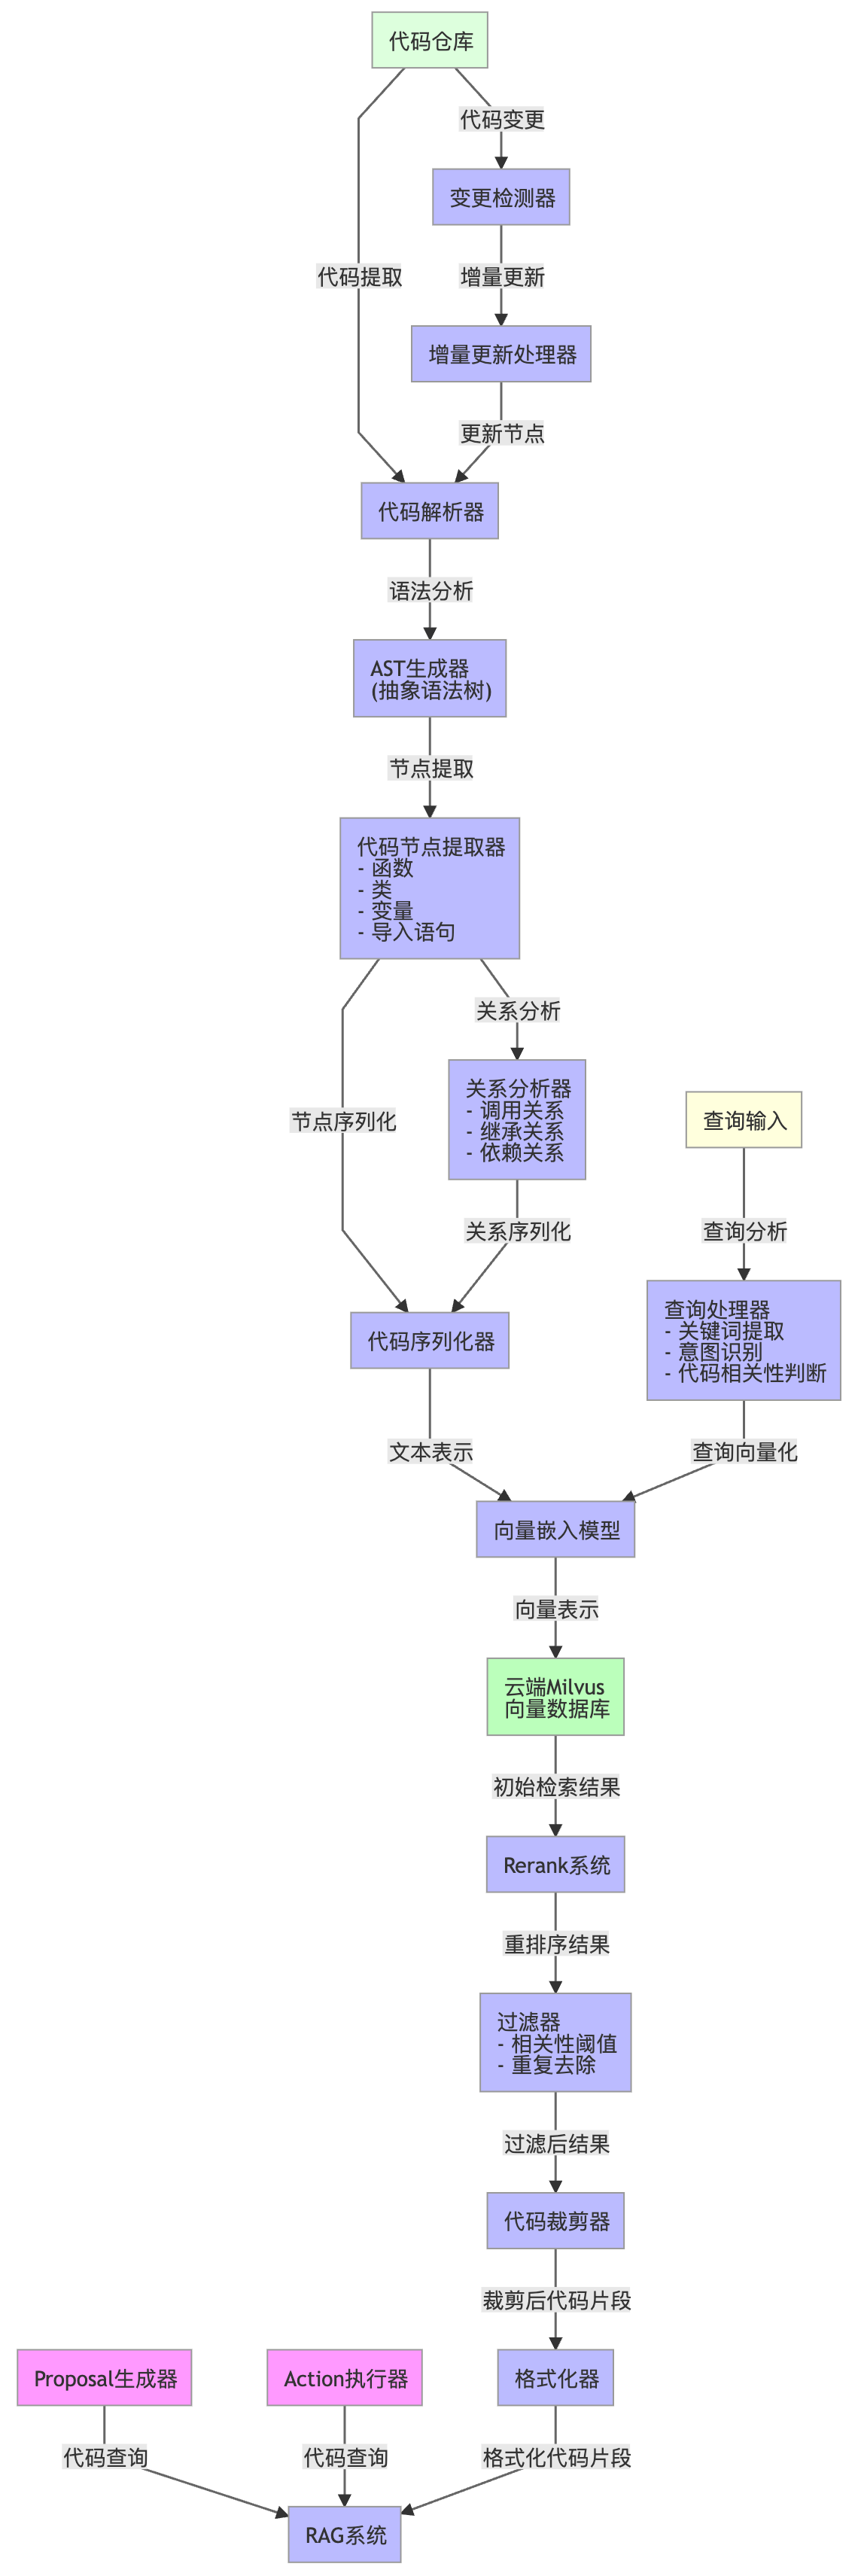 代码仓库
代码变更
变更检测器
代码提取
增量更新
增量更新处理器
更新节点
代码解析器
语法分析
AST生成器
(抽象语法树)
节点提取
代码节点提取器
- 函数
- 类
- 变量
- 导入语句
关系分析
关系分析器
- 调用关系
- 继承关系
- 依赖关系
查询输入
节点序列化
关系序列化
查询分析
代码序列化器
查询处理器
- 关键词提取
- 意图识别
- 代码相关性判断
文本表示
查询向量化
向量嵌入模型
向量表示
云端Milvus
向量数据库
初始检索结果
Rerank系统
重排序结果
过滤器
- 相关性阈值
- 重复去除
过滤后结果
代码裁剪器
裁剪后代码片段
Proposal生成器
Action执行器
格式化器
代码查询
代码查询
格式化代码片段
RAG系统